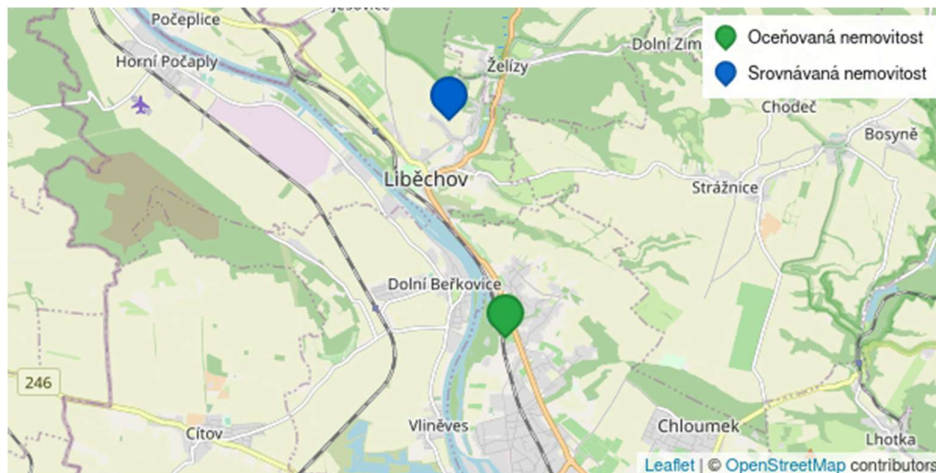 Ješovice
Počeplice
Oceňovaná nemovitost
Horní Počaply
Želízy
Dolní Zim
Srovnávaná nemovitost
Chodeč
Bosyně
Liběchov
Strážnice
Dolní Beřkovice
246
Cítov
Vliněves
Chloumek
Lhotka
Leaflet | © OpenStreetMap contributors